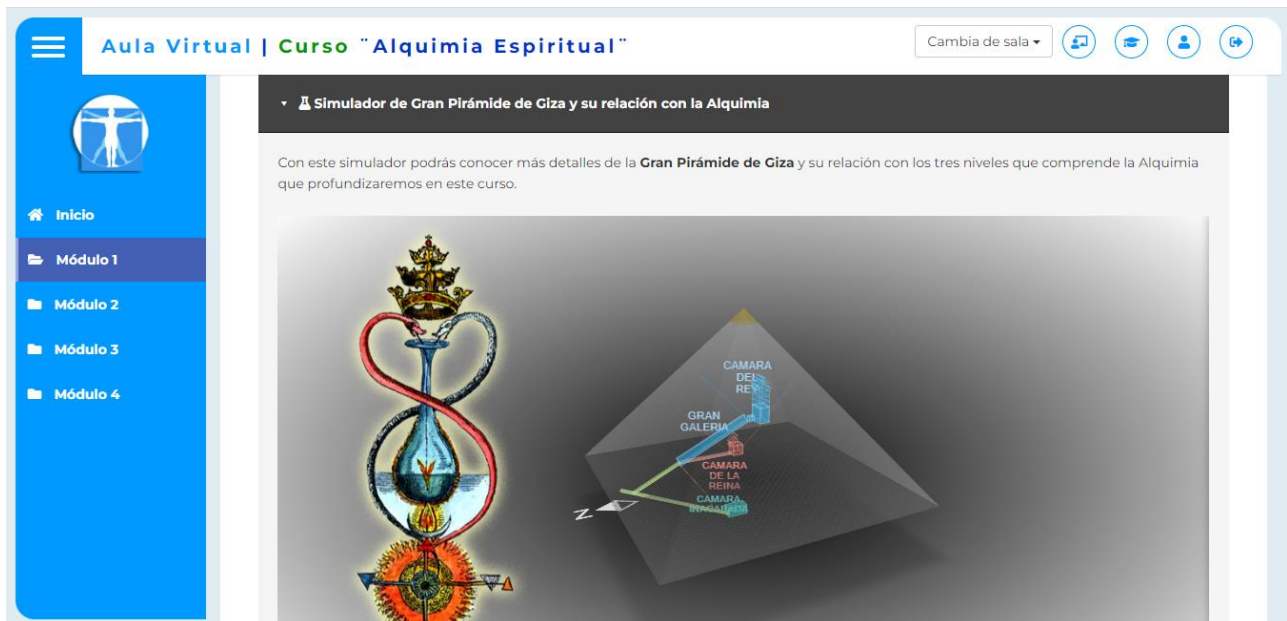 Aula Virtual | Curso ¨Alquimia Espiritual¨
Cambia de sala
Inicio
Módulo 1
Módulo 2
Módulo 3
Módulo 4
Simulador de Gran Pirámide de Giza y su relación con la Alquimia
Con este simulador podrás conocer más detalles de la Gran Pirámide de Giza y su relación con los tres niveles que comprende la Alquimia
que profundizaremos en este curso.
CAMARA
DEL
REY
GRAN
GALERIA
CAMARA
DE LA
REINA
CAMARA
INACABADA
N